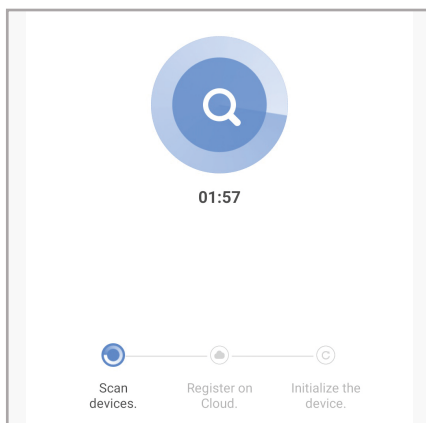 01:57
Scan
devices.
Register on
Cloud.
Initialize the
device.